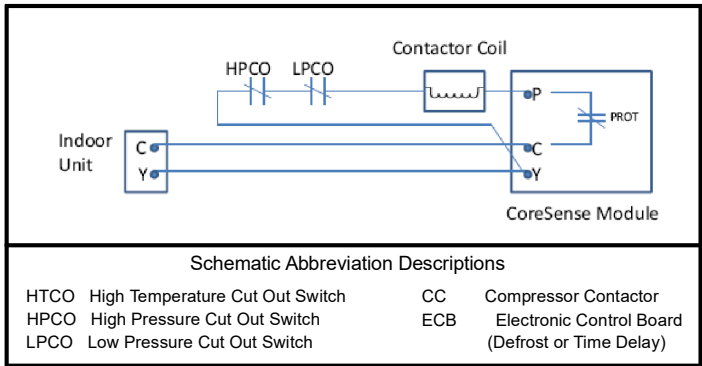 Contactor Coil
HPCO LPCO
P
PROT
Indoor
Unit
C
C
Y
Y
CoreSense Module
Schematic Abbreviation Descriptions
HTCO High Temperature Cut Out Switch
HPCO High Pressure Cut Out Switch
LPCO Low Pressure Cut Out Switch
CC Compressor Contactor
ECB Electronic Control Board
(Defrost or Time Delay)